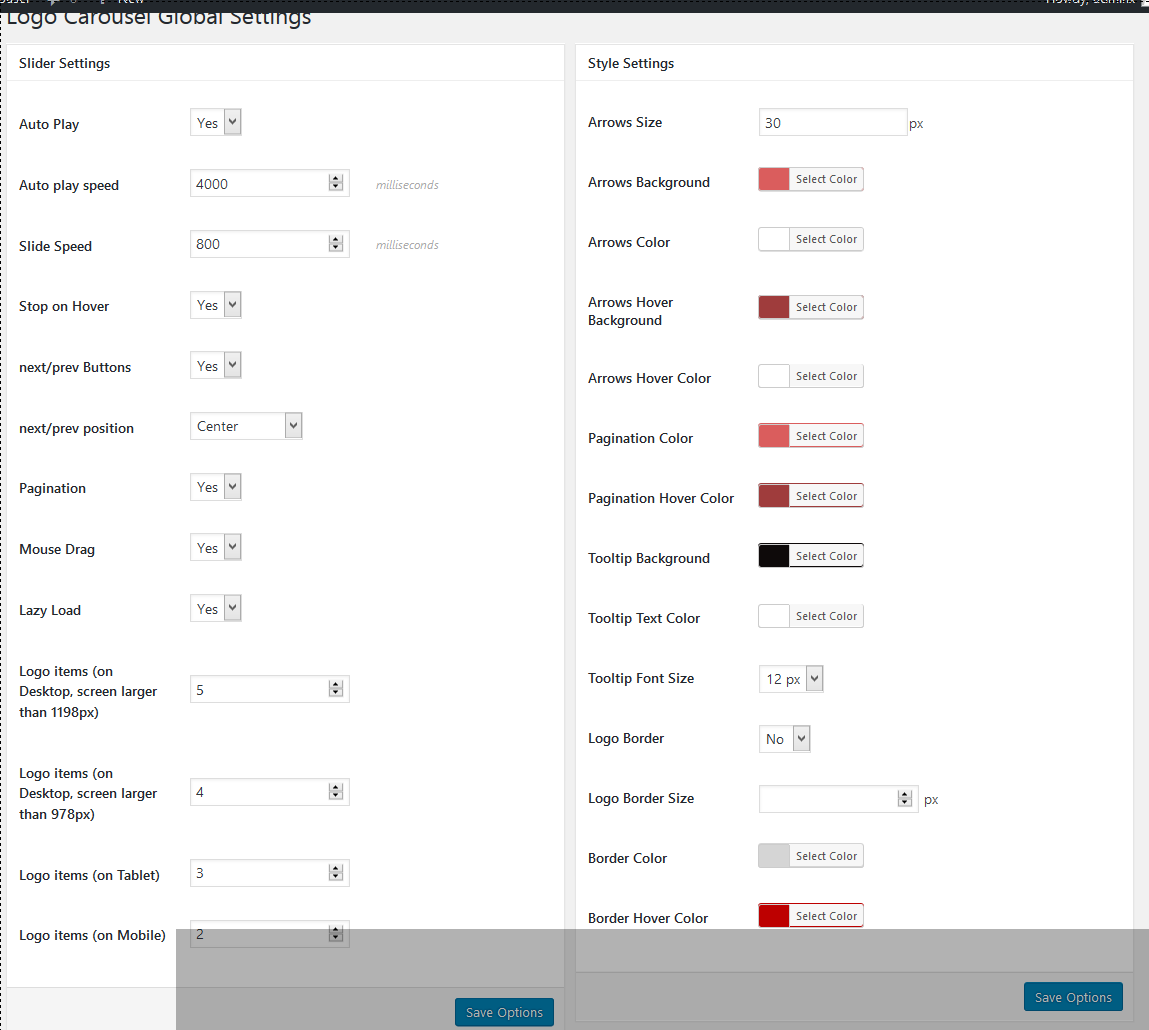 New
Howdy,
Logo Carousel Global Settings
Slider Settings
Auto Play
Yes
Auto play speed
4000
milliseconds
Slide Speed
800
milliseconds
Stop on Hover
Yes
next/prev Buttons
Yes
next/prev position
Center
Pagination
Yes
Mouse Drag
Yes
Lazy Load
Yes
Logo items (on
Desktop, screen larger
than 1198px)
5
Logo items (on
Desktop, screen larger
than 978px)
4
Logo items (on Tablet)
3
Logo items (on Mobile)
2
Save Options
Style Settings
Arrows Size
30
px
Arrows Background
Select Color
Arrows Color
Select Color
Arrows Hover
Background
Select Color
Arrows Hover Color
Select Color
Pagination Color
Select Color
Pagination Hover Color
Select Color
Tooltip Background
Select Color
Tooltip Text Color
Select Color
Tooltip Font Size
12 px
Logo Border
No
Logo Border Size
px
Border Color
Select Color
Border Hover Color
Select Color
Save Options